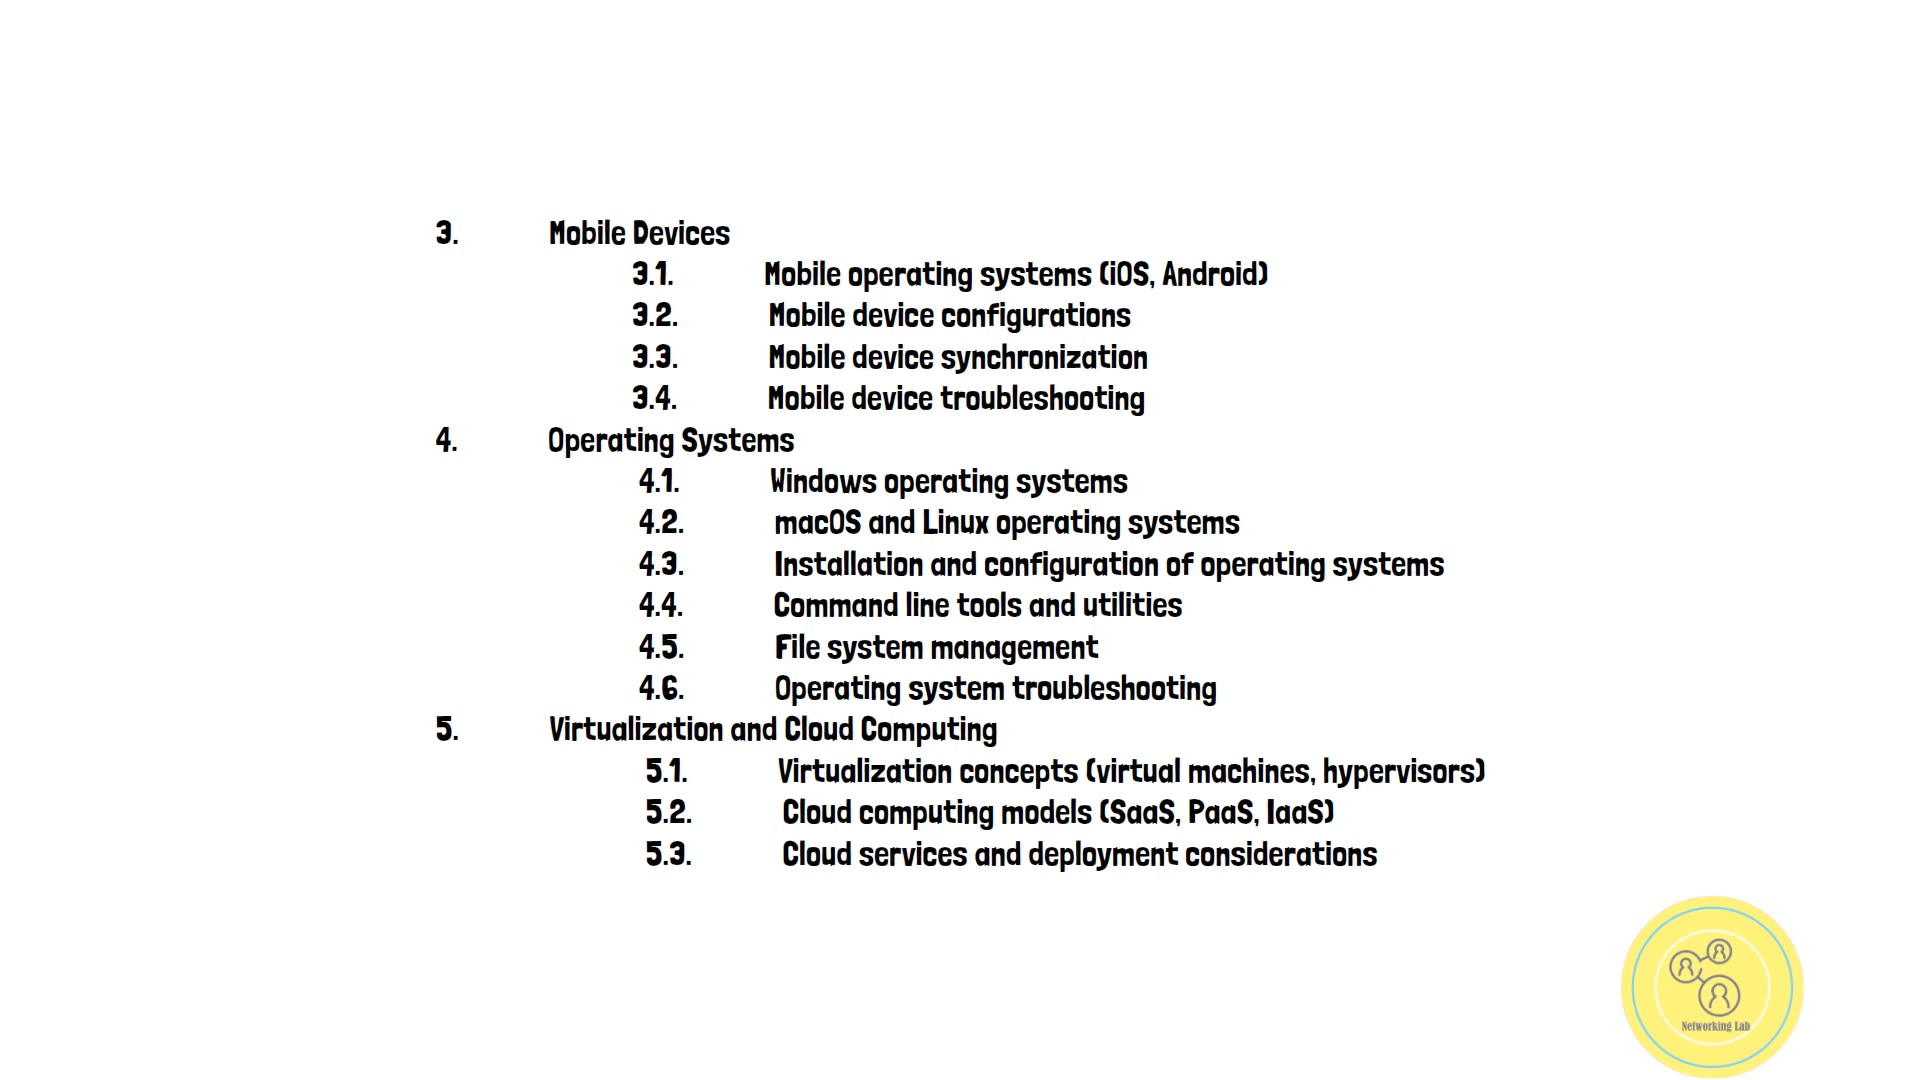 3. Mobile Devices
3.1. Mobile operating systems (iOS, Android)
3.2. Mobile device configurations
3.3. Mobile device synchronization
3.4. Mobile device troubleshooting
4. Operating Systems
4.1. Windows operating systems
4.2. macOS and Linux operating systems
4.3. Installation and configuration of operating systems
4.4. Command line tools and utilities
4.5. File system management
4.6. Operating system troubleshooting
5. Virtualization and Cloud Computing
5.1. Virtualization concepts (virtual machines, hypervisors)
5.2. Cloud computing models (SaaS, PaaS, IaaS)
5.3. Cloud services and deployment considerations
Networking Lab